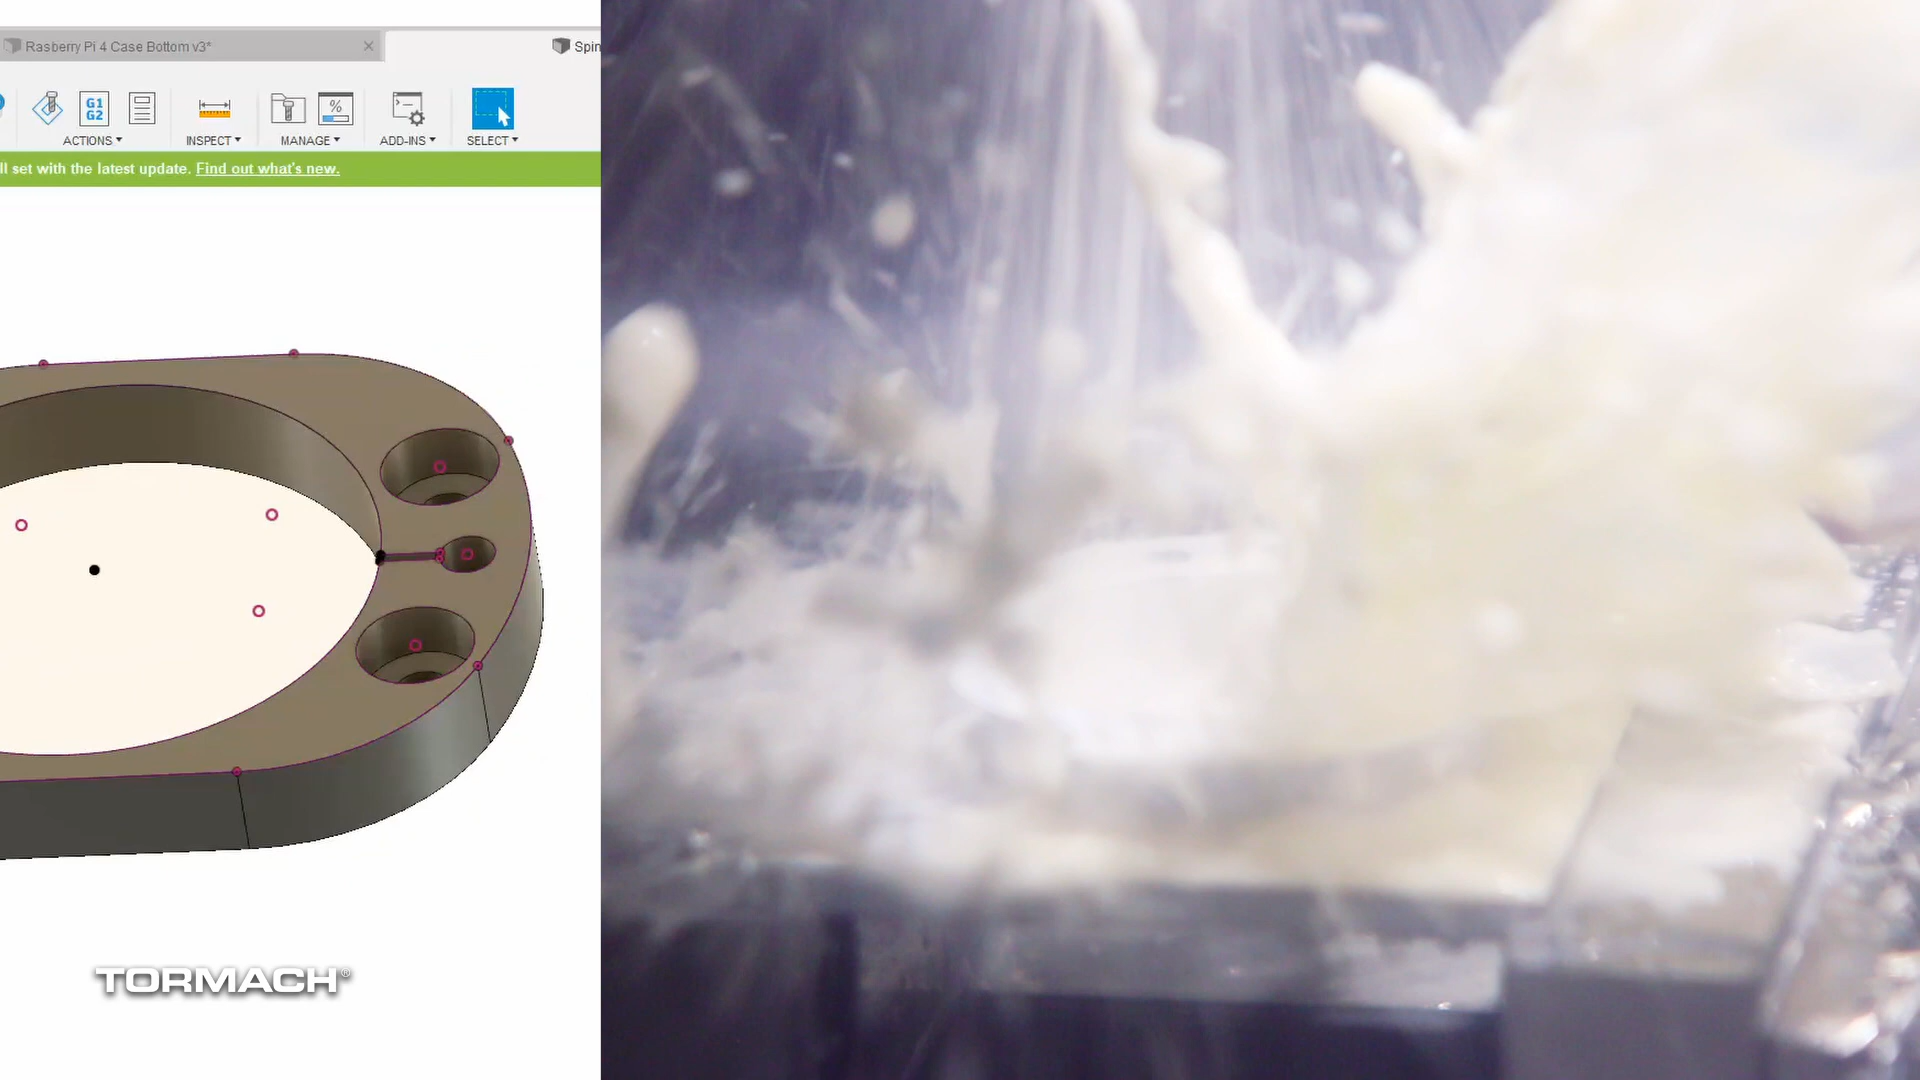 Rasberry Pi 4 Case Bottom v3*
Spin
G1
G2
%
ACTIONS
INSPECT
MANAGE
ADD-INS
SELECT
ll set with the latest update. Find out what's new.
TORMACH®